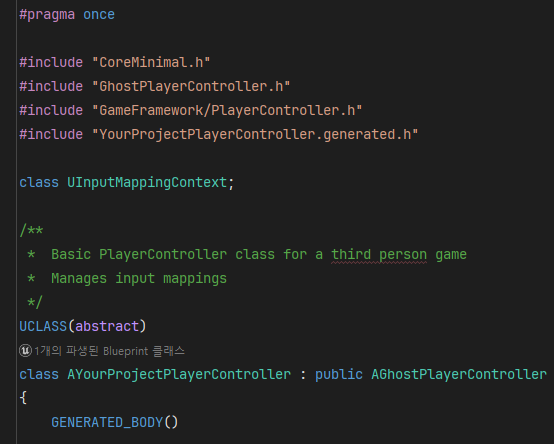 #pragma once
#include "CoreMinimal.h"
#include "GhostPlayerController.h"
#include "GameFramework/PlayerController.h"
#include "YourProjectPlayerController.generated.h"
class UInputMappingContext;
/**
 *  Basic PlayerController class for a third person game
 *  Manages input mappings
 */
UCLASS(abstract)
1개의 파생된 Blueprint 클래스
class AYourProjectPlayerController : public AGhostPlayerController
{
    GENERATED_BODY()